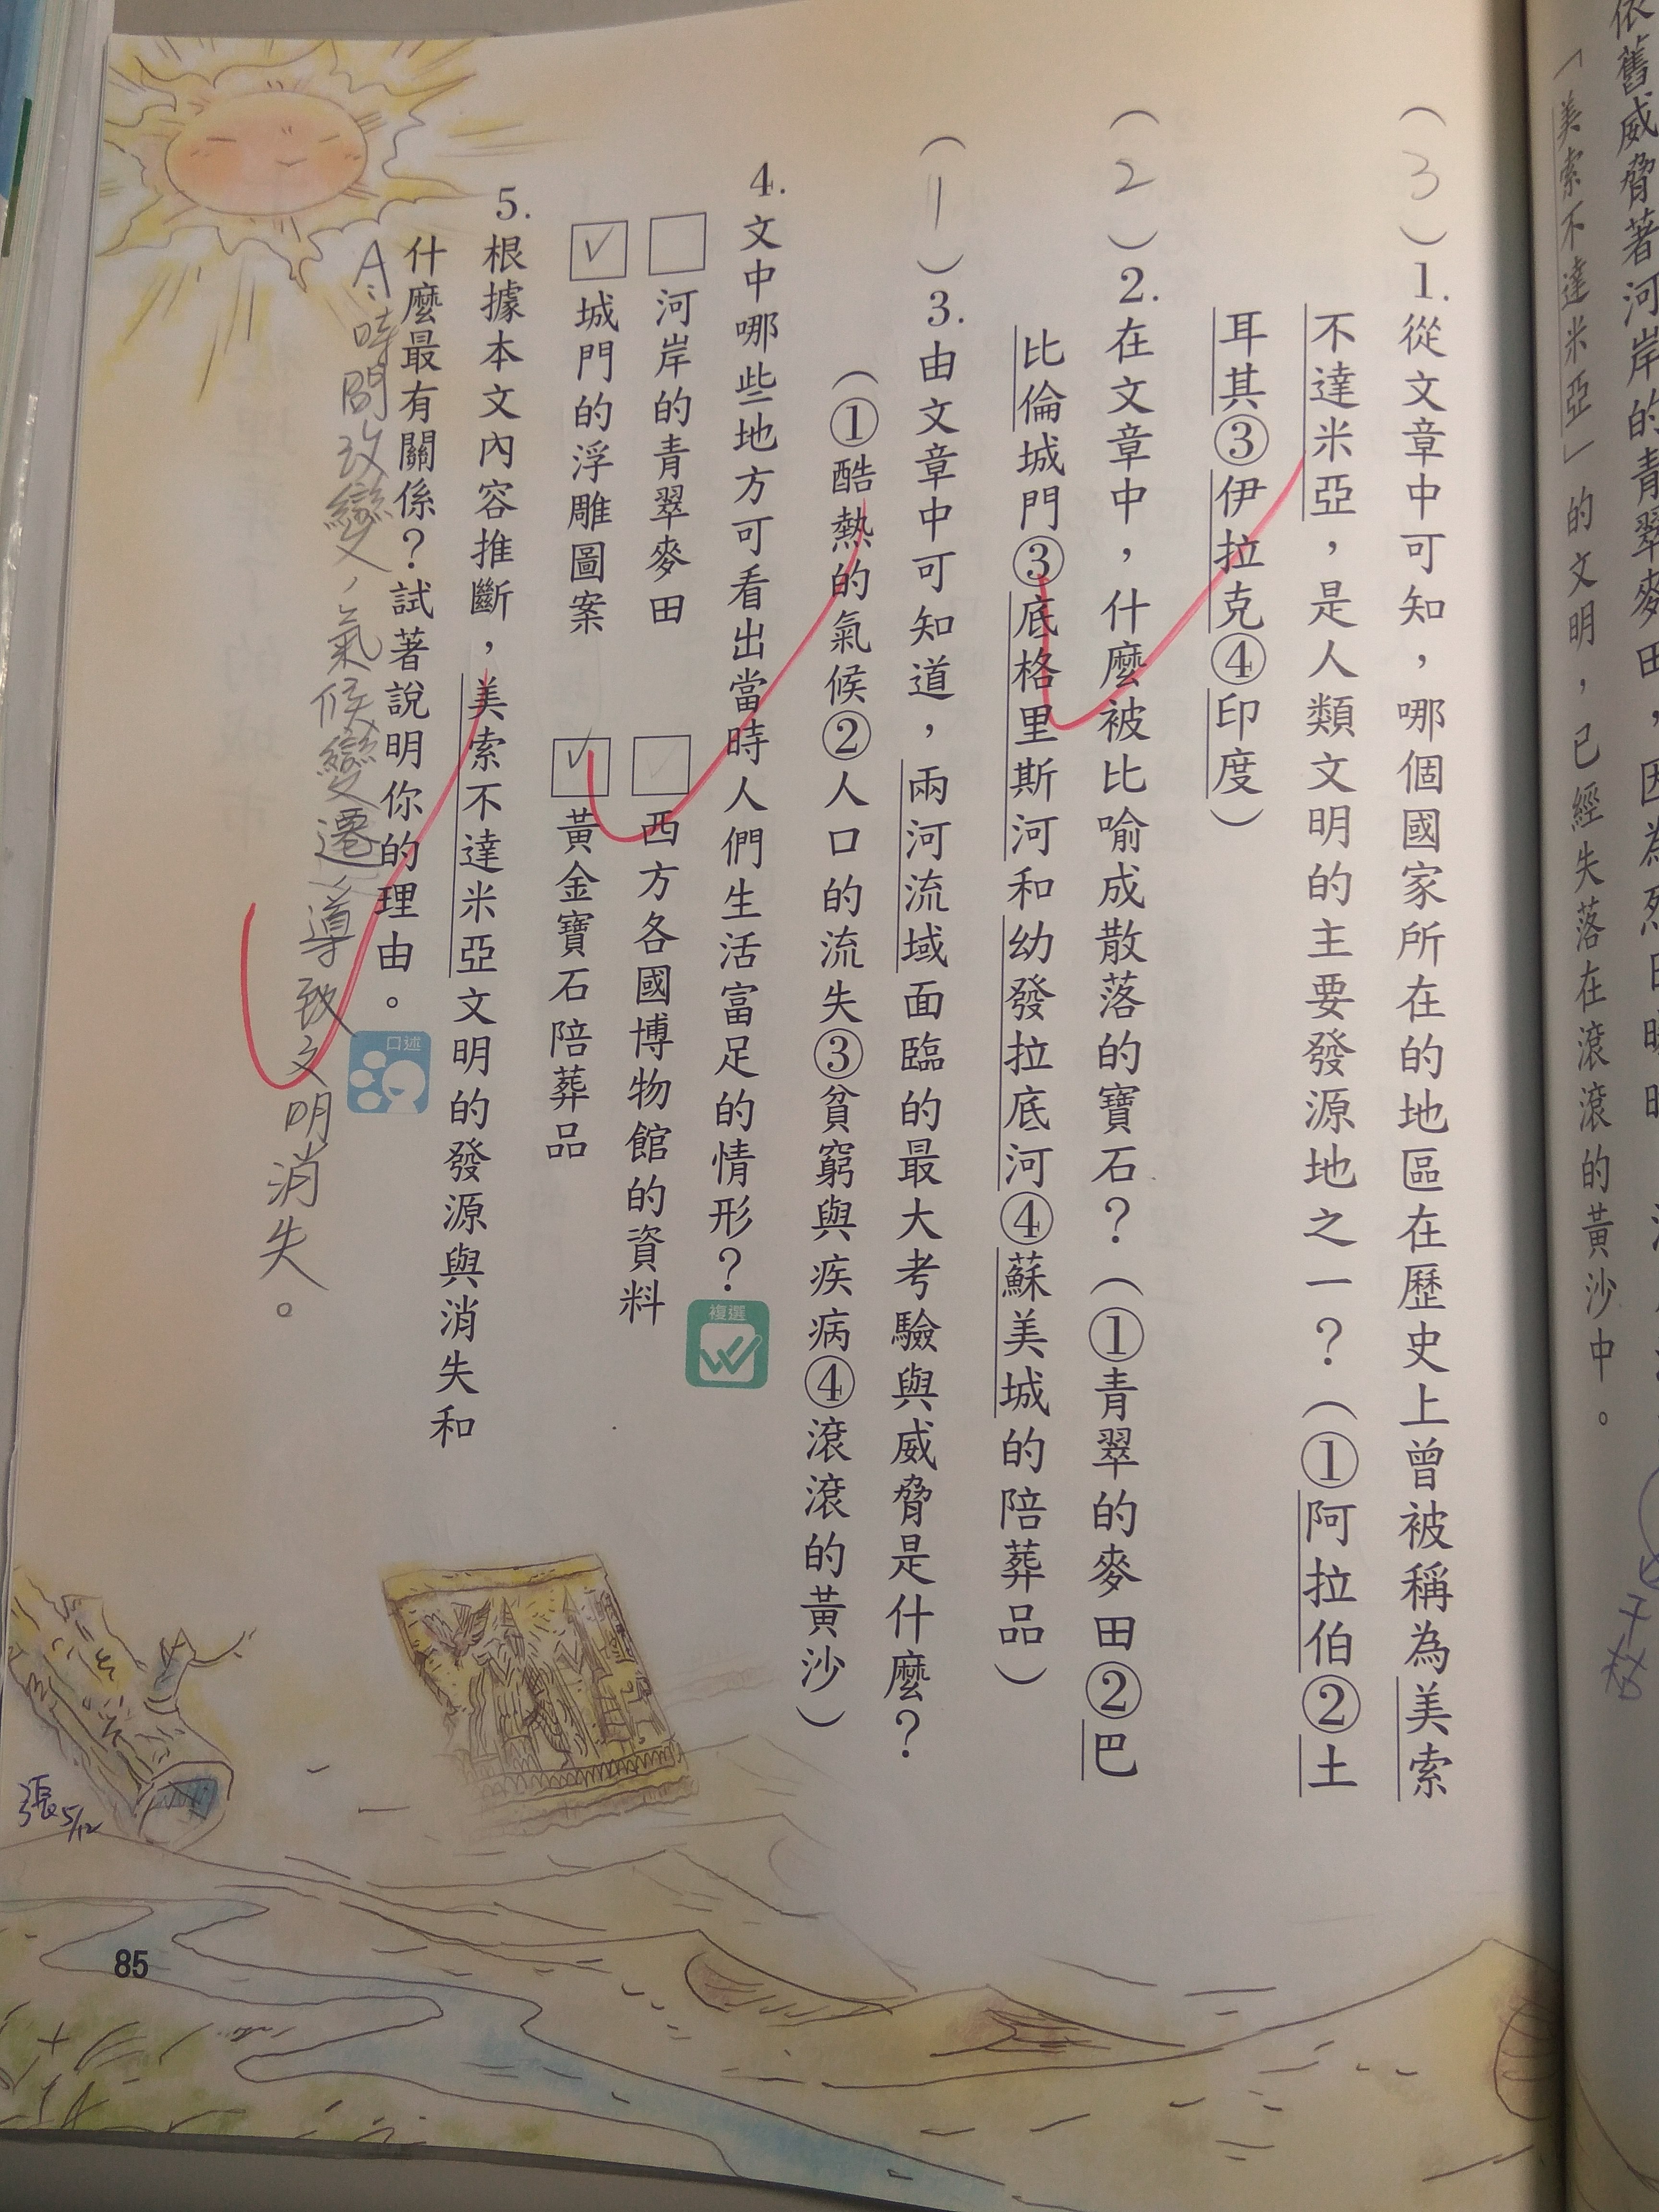 依舊威脅著河岸的青翠麥田，因為烈日
「美索不達米亞」的文明，已經失落在滾滾的黃沙中。
（3）1.從文章中可知，哪個國家所在的地區在歷史上曾被稱為美索
不達米亞，是人類文明的主要發源地之一？（①阿拉伯②土
耳其③伊拉克④印度）
（2）2.在文章中，什麼被比喻成散落的寶石？（①青翠的麥田②巴
比倫城門③底格里斯河和幼發拉底河④蘇美城的陪葬品）
（1）3.由文章中可知道，兩河流域面臨的最大考驗與威脅是什麼？
（①酷熱的氣候②人口的流失③貧窮與疾病④滾滾的黃沙）
4.文中哪些地方可看出當時人們生活富足的情形？複選
□河岸的青翠麥田 □西方各國博物館的資料
☑城門的浮雕圖案 ☑黃金寶石陪葬品
5.根據本文內容推斷，美索不達米亞文明的發源與消失和
什麼最有關係？試著說明你的理由。口述
A:時間改變，氣候變遷，導致文明消失。
張5/12
85